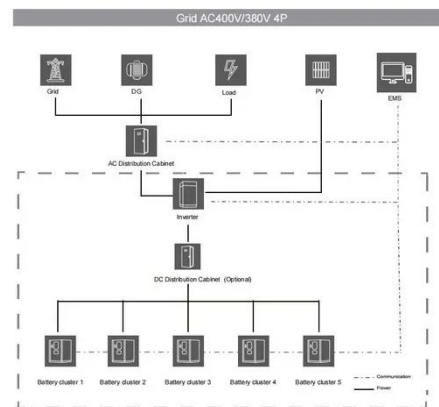 Grid AC400V/380V 4P
Grid
DG
Load
PV
EMS
AC Distribution Cabinet
Inverter
DC Distribution Cabinet (Optional)
Battery cluster 1
Battery cluster 2
Battery cluster 3
Battery cluster 4
Battery cluster 5
Communication
Power